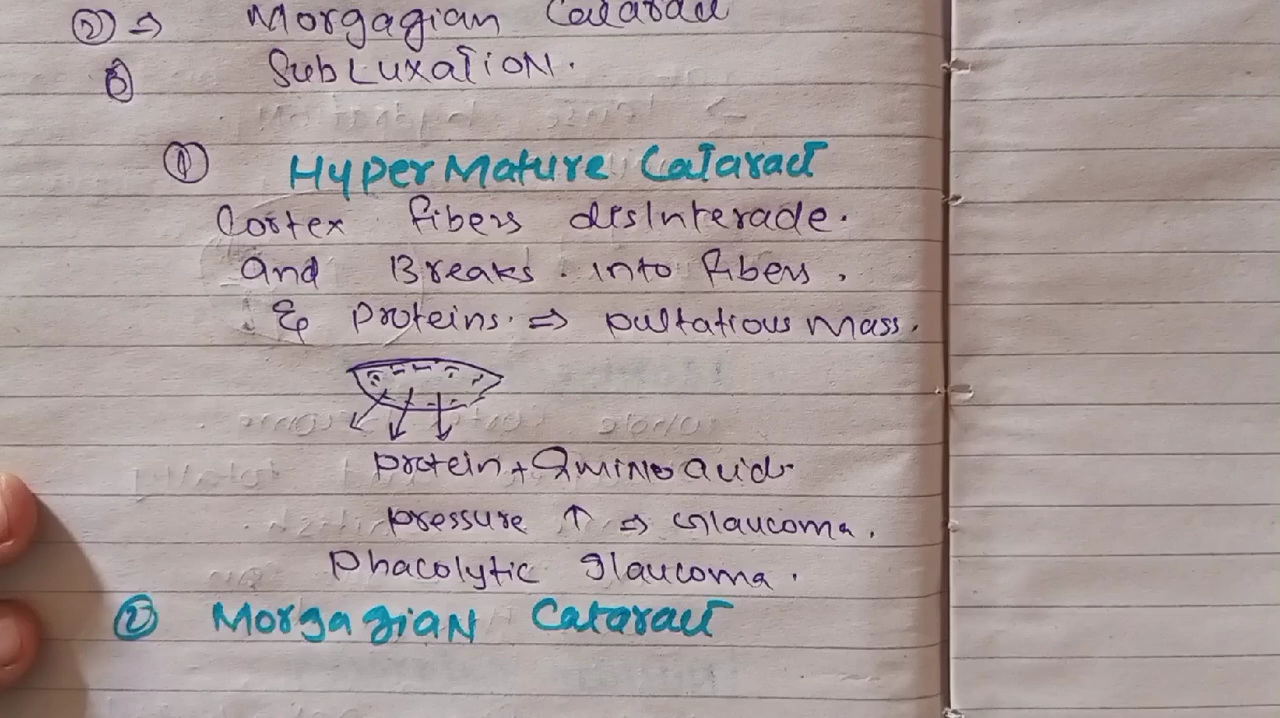 ② ⇒ Morgagian Cataract
③ SubLuxation.
① HyperMature Cataract
Cortex fibers disinterade.
and Breaks into fibers,
& proteins. ⇒ pultatious mass.
protein + Amino acid
pressure ↑ ⇒ Glaucoma.
Phacolytic glaucoma.
② Morgagian Cataract